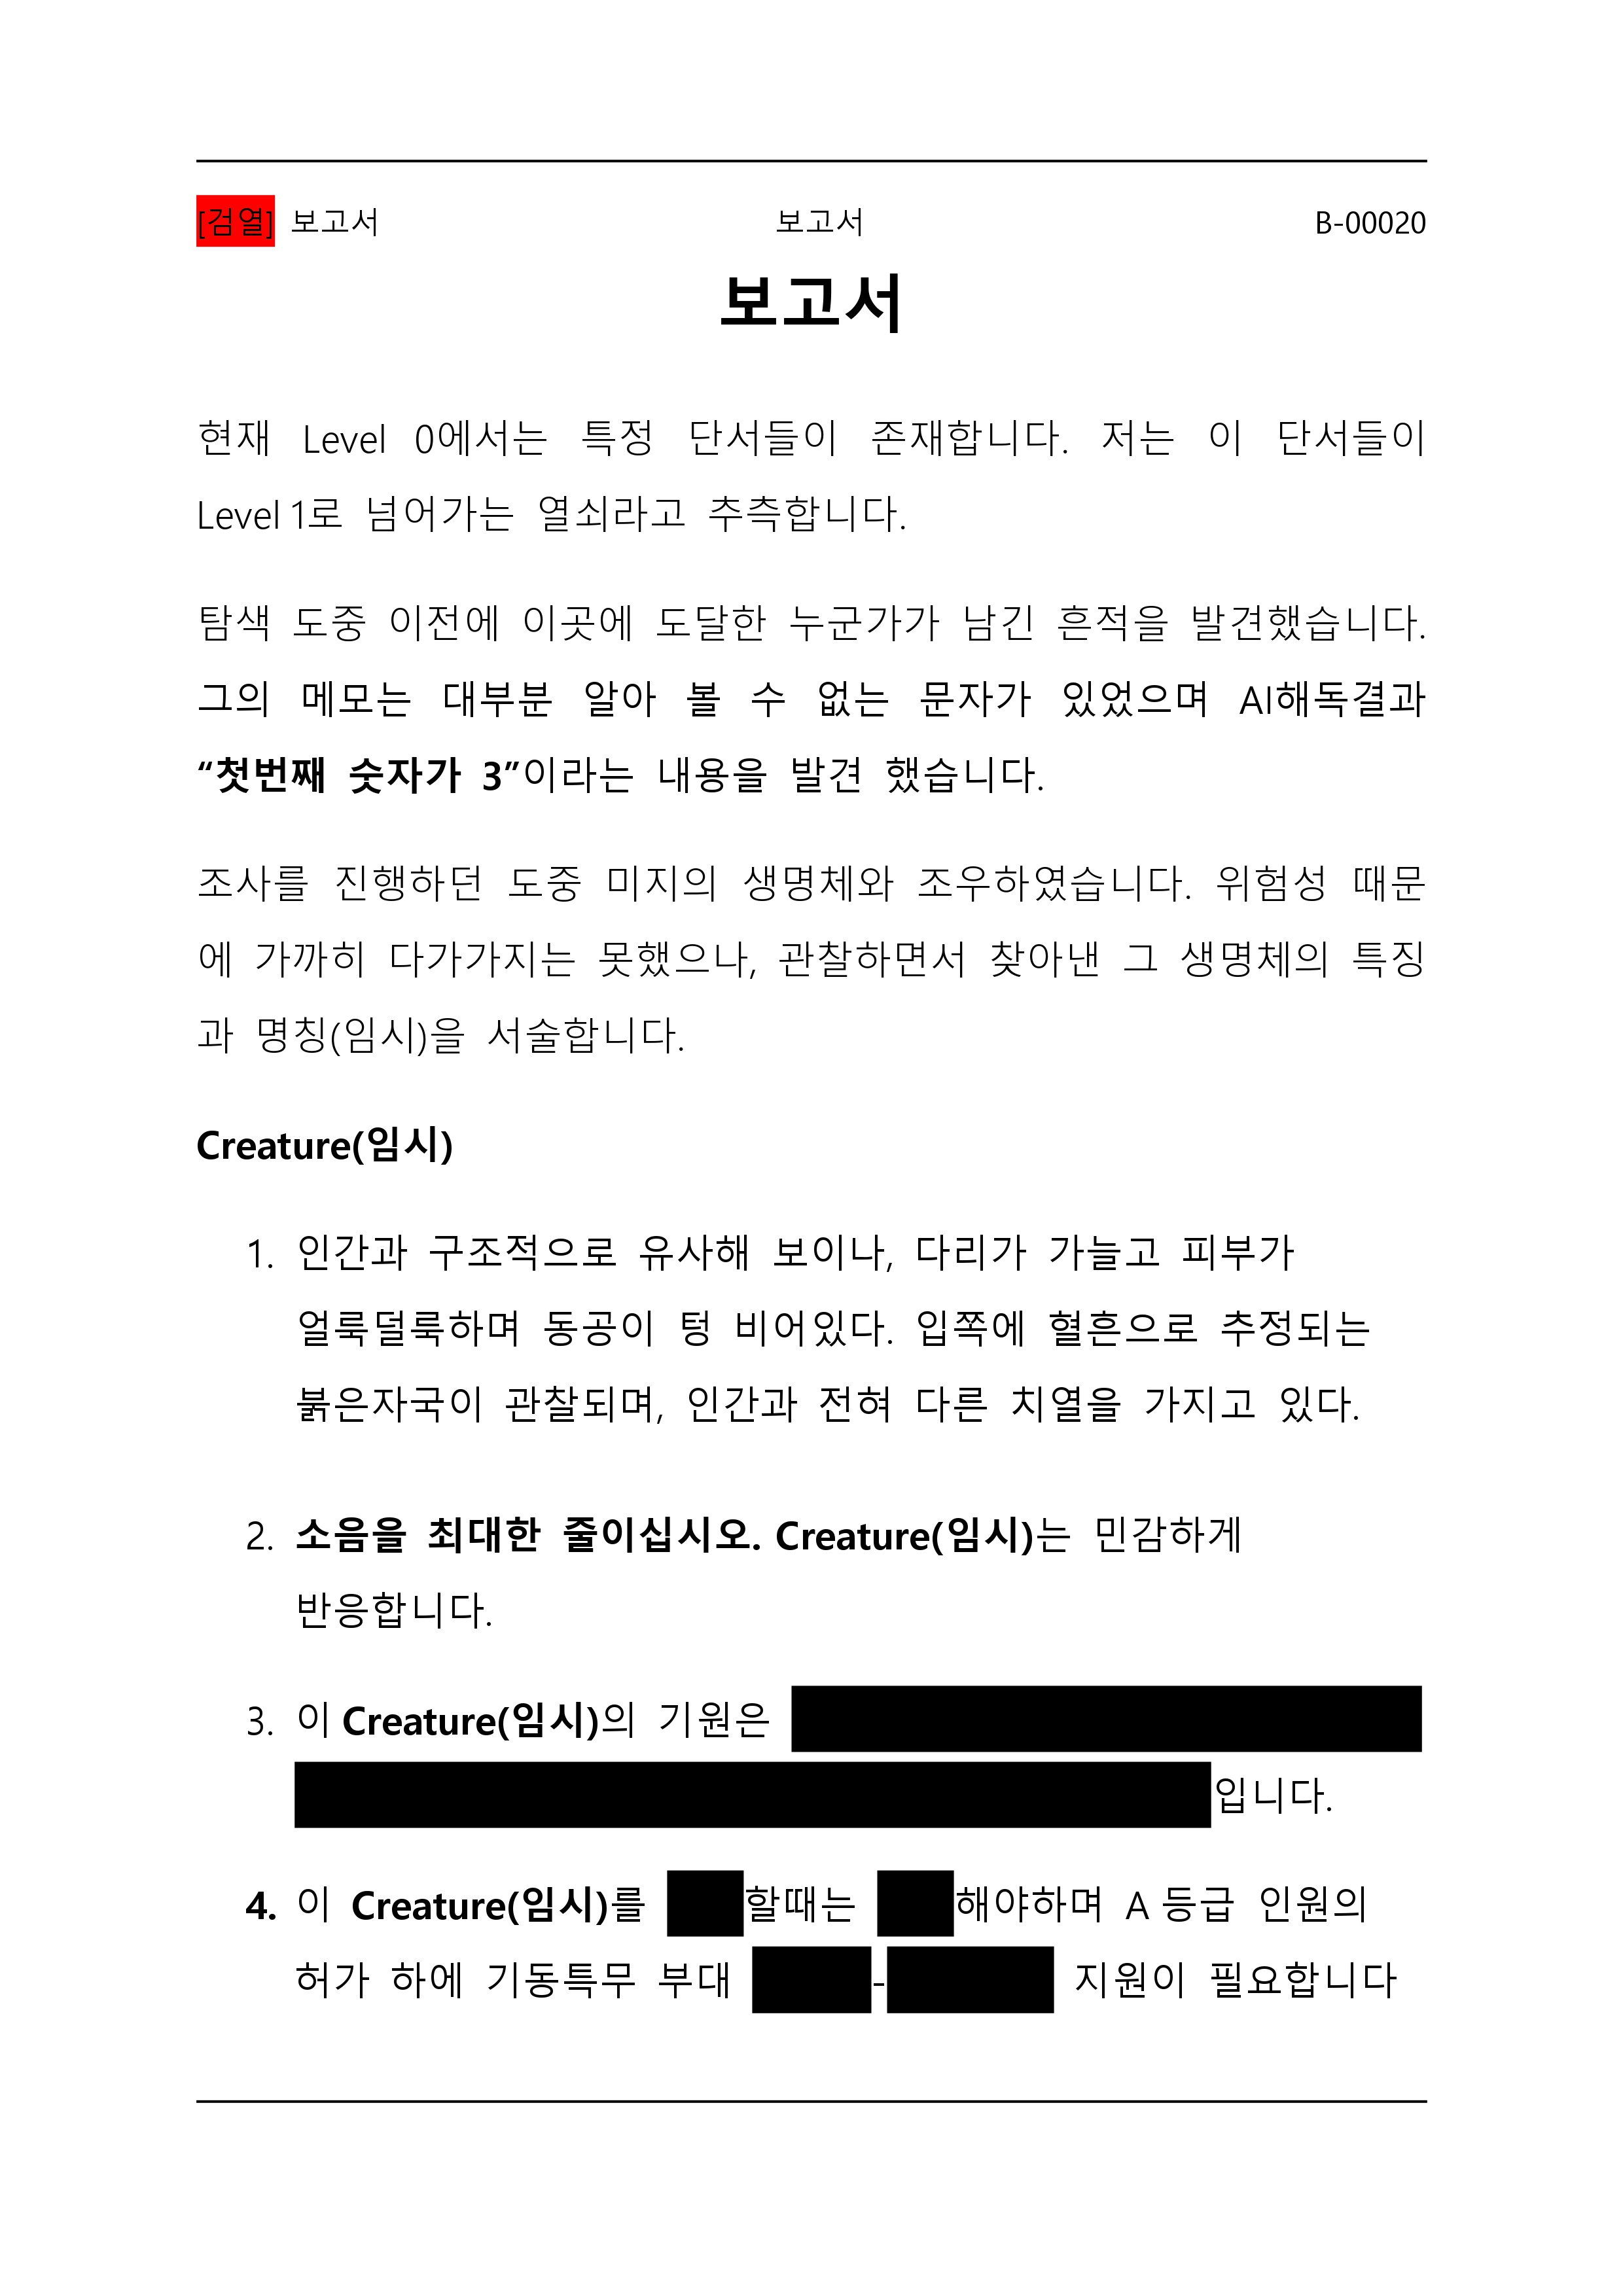 [검열] 보고서 보고서 B-00020
보고서
현재 Level 0에서는 특정 단서들이 존재합니다. 저는 이 단서들이
Level 1로 넘어가는 열쇠라고 추측합니다.
탐색 도중 이전에 이곳에 도달한 누군가가 남긴 흔적을 발견했습니다.
그의 메모는 대부분 알아 볼 수 없는 문자가 있었으며 AI해독결과
“첫번째 숫자가 3”이라는 내용을 발견 했습니다.
조사를 진행하던 도중 미지의 생명체와 조우하였습니다. 위험성 때문
에 가까히 다가가지는 못했으나, 관찰하면서 찾아낸 그 생명체의 특징
과 명칭(임시)을 서술합니다.
Creature(임시)
1. 인간과 구조적으로 유사해 보이나, 다리가 가늘고 피부가
얼룩덜룩하며 동공이 텅 비어있다. 입쪽에 혈흔으로 추정되는
붉은자국이 관찰되며, 인간과 전혀 다른 치열을 가지고 있다.
2. 소음을 최대한 줄이십시오. Creature(임시)는 민감하게
반응합니다.
3. 이 Creature(임시)의 기원은
입니다.
4. 이 Creature(임시)를 할때는 해야하며 A 등급 인원의
허가 하에 기동특무 부대 - 지원이 필요합니다